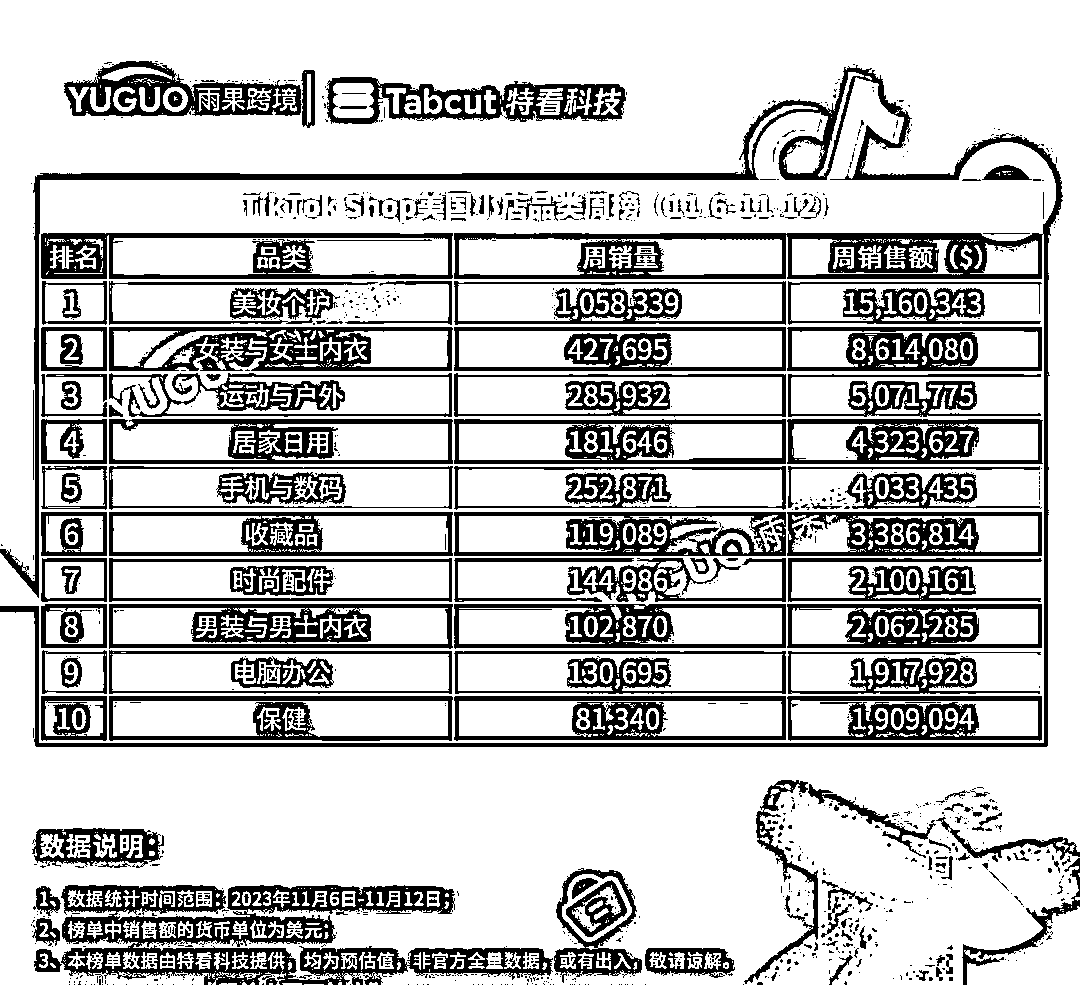 YUGUO 雨果跨境 Tabcut 特看科技
TikTok Shop美国小店品类周榜（11.6-11.12）
排名 品类 周销量 周销售额（$）
1 美妆个护 1,058,339 15,160,343
2 女装与女士内衣 427,695 8,614,080
3 运动与户外 285,932 5,071,775
4 居家日用 181,646 4,323,627
5 手机与数码 252,871 4,033,435
6 收藏品 119,089 3,386,814
7 时尚配件 144,986 2,100,161
8 男装与男士内衣 102,870 2,062,285
9 电脑办公 130,695 1,917,928
10 保健 81,340 1,909,094
YUGUO
YUGUO 雨果
数据说明：
1、数据统计时间范围：2023年11月6日-11月12日；
2、榜单中销售额的货币单位为美元；
3、本榜单数据由特看科技提供，均为预估值，非官方全量数据，或有出入，敬请谅解。